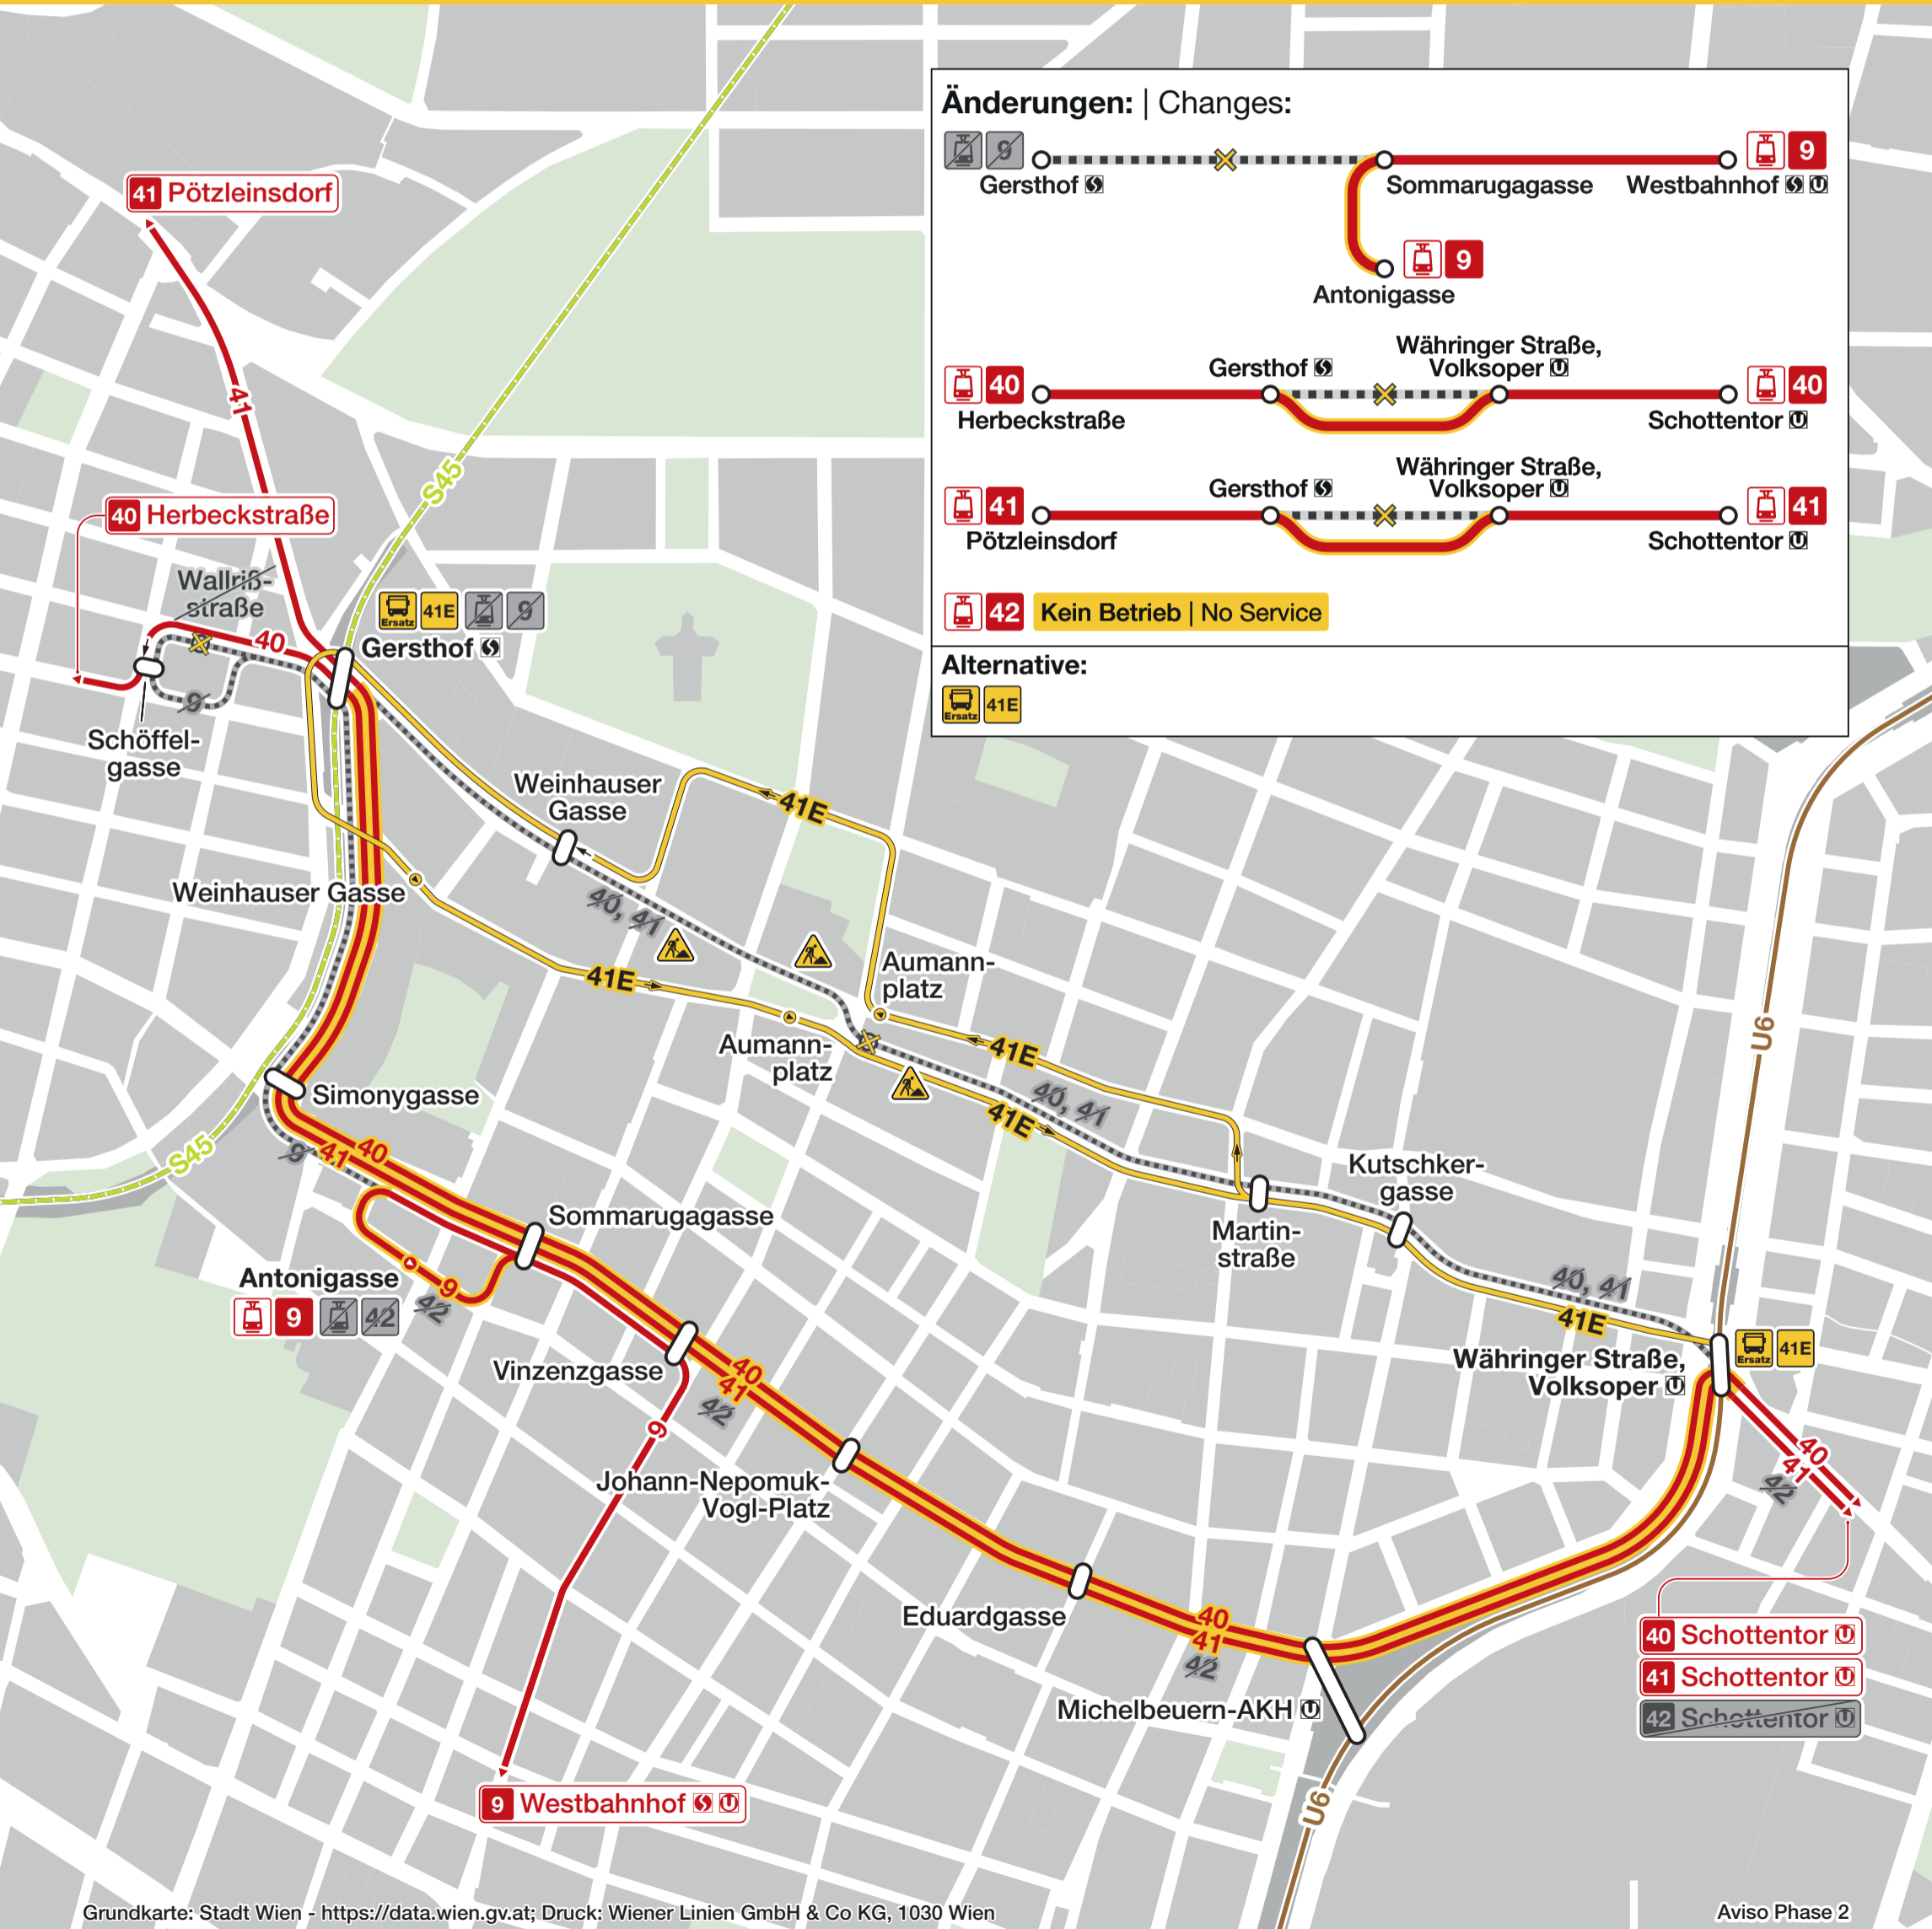 Änderungen: | Changes:
9
9
Gersthof S
Sommarugagasse
Westbahnhof S U
9
Antonigasse
Währinger Straße,
Gersthof S
Volksoper U
40
40
Herbeckstraße
Schottentor U
Währinger Straße,
Gersthof S
Volksoper U
41
41
Pötzleinsdorf
Schottentor U
42 Kein Betrieb | No Service
Alternative:
Ersatz 41E
41 Pötzleinsdorf
41
S45
40 Herbeckstraße
Wallriß-
straße
40
9
Schöffel-
gasse
Ersatz 41E 9
Gersthof S
Weinhauser
Gasse
41E
40, 41
Weinhauser Gasse
41E
Aumann-
platz
Aumann-
platz
41E
40, 41
41E
U6
Simonygasse
S45
9
41
40
Kutschker-
gasse
Martin-
straße
Sommarugagasse
Antonigasse
9 42
9
42
40, 41
41E
Währinger Straße,
Volksoper U
Ersatz 41E
Vinzenzgasse
40
41
42
9
40
41
42
Johann-Nepomuk-
Vogl-Platz
Eduardgasse
40
41
42
Michelbeuern-AKH U
40 Schottentor U
41 Schottentor U
42 Schottentor U
9 Westbahnhof S U
U6
Grundkarte: Stadt Wien - https://data.wien.gv.at; Druck: Wiener Linien GmbH & Co KG, 1030 Wien
Aviso Phase 2